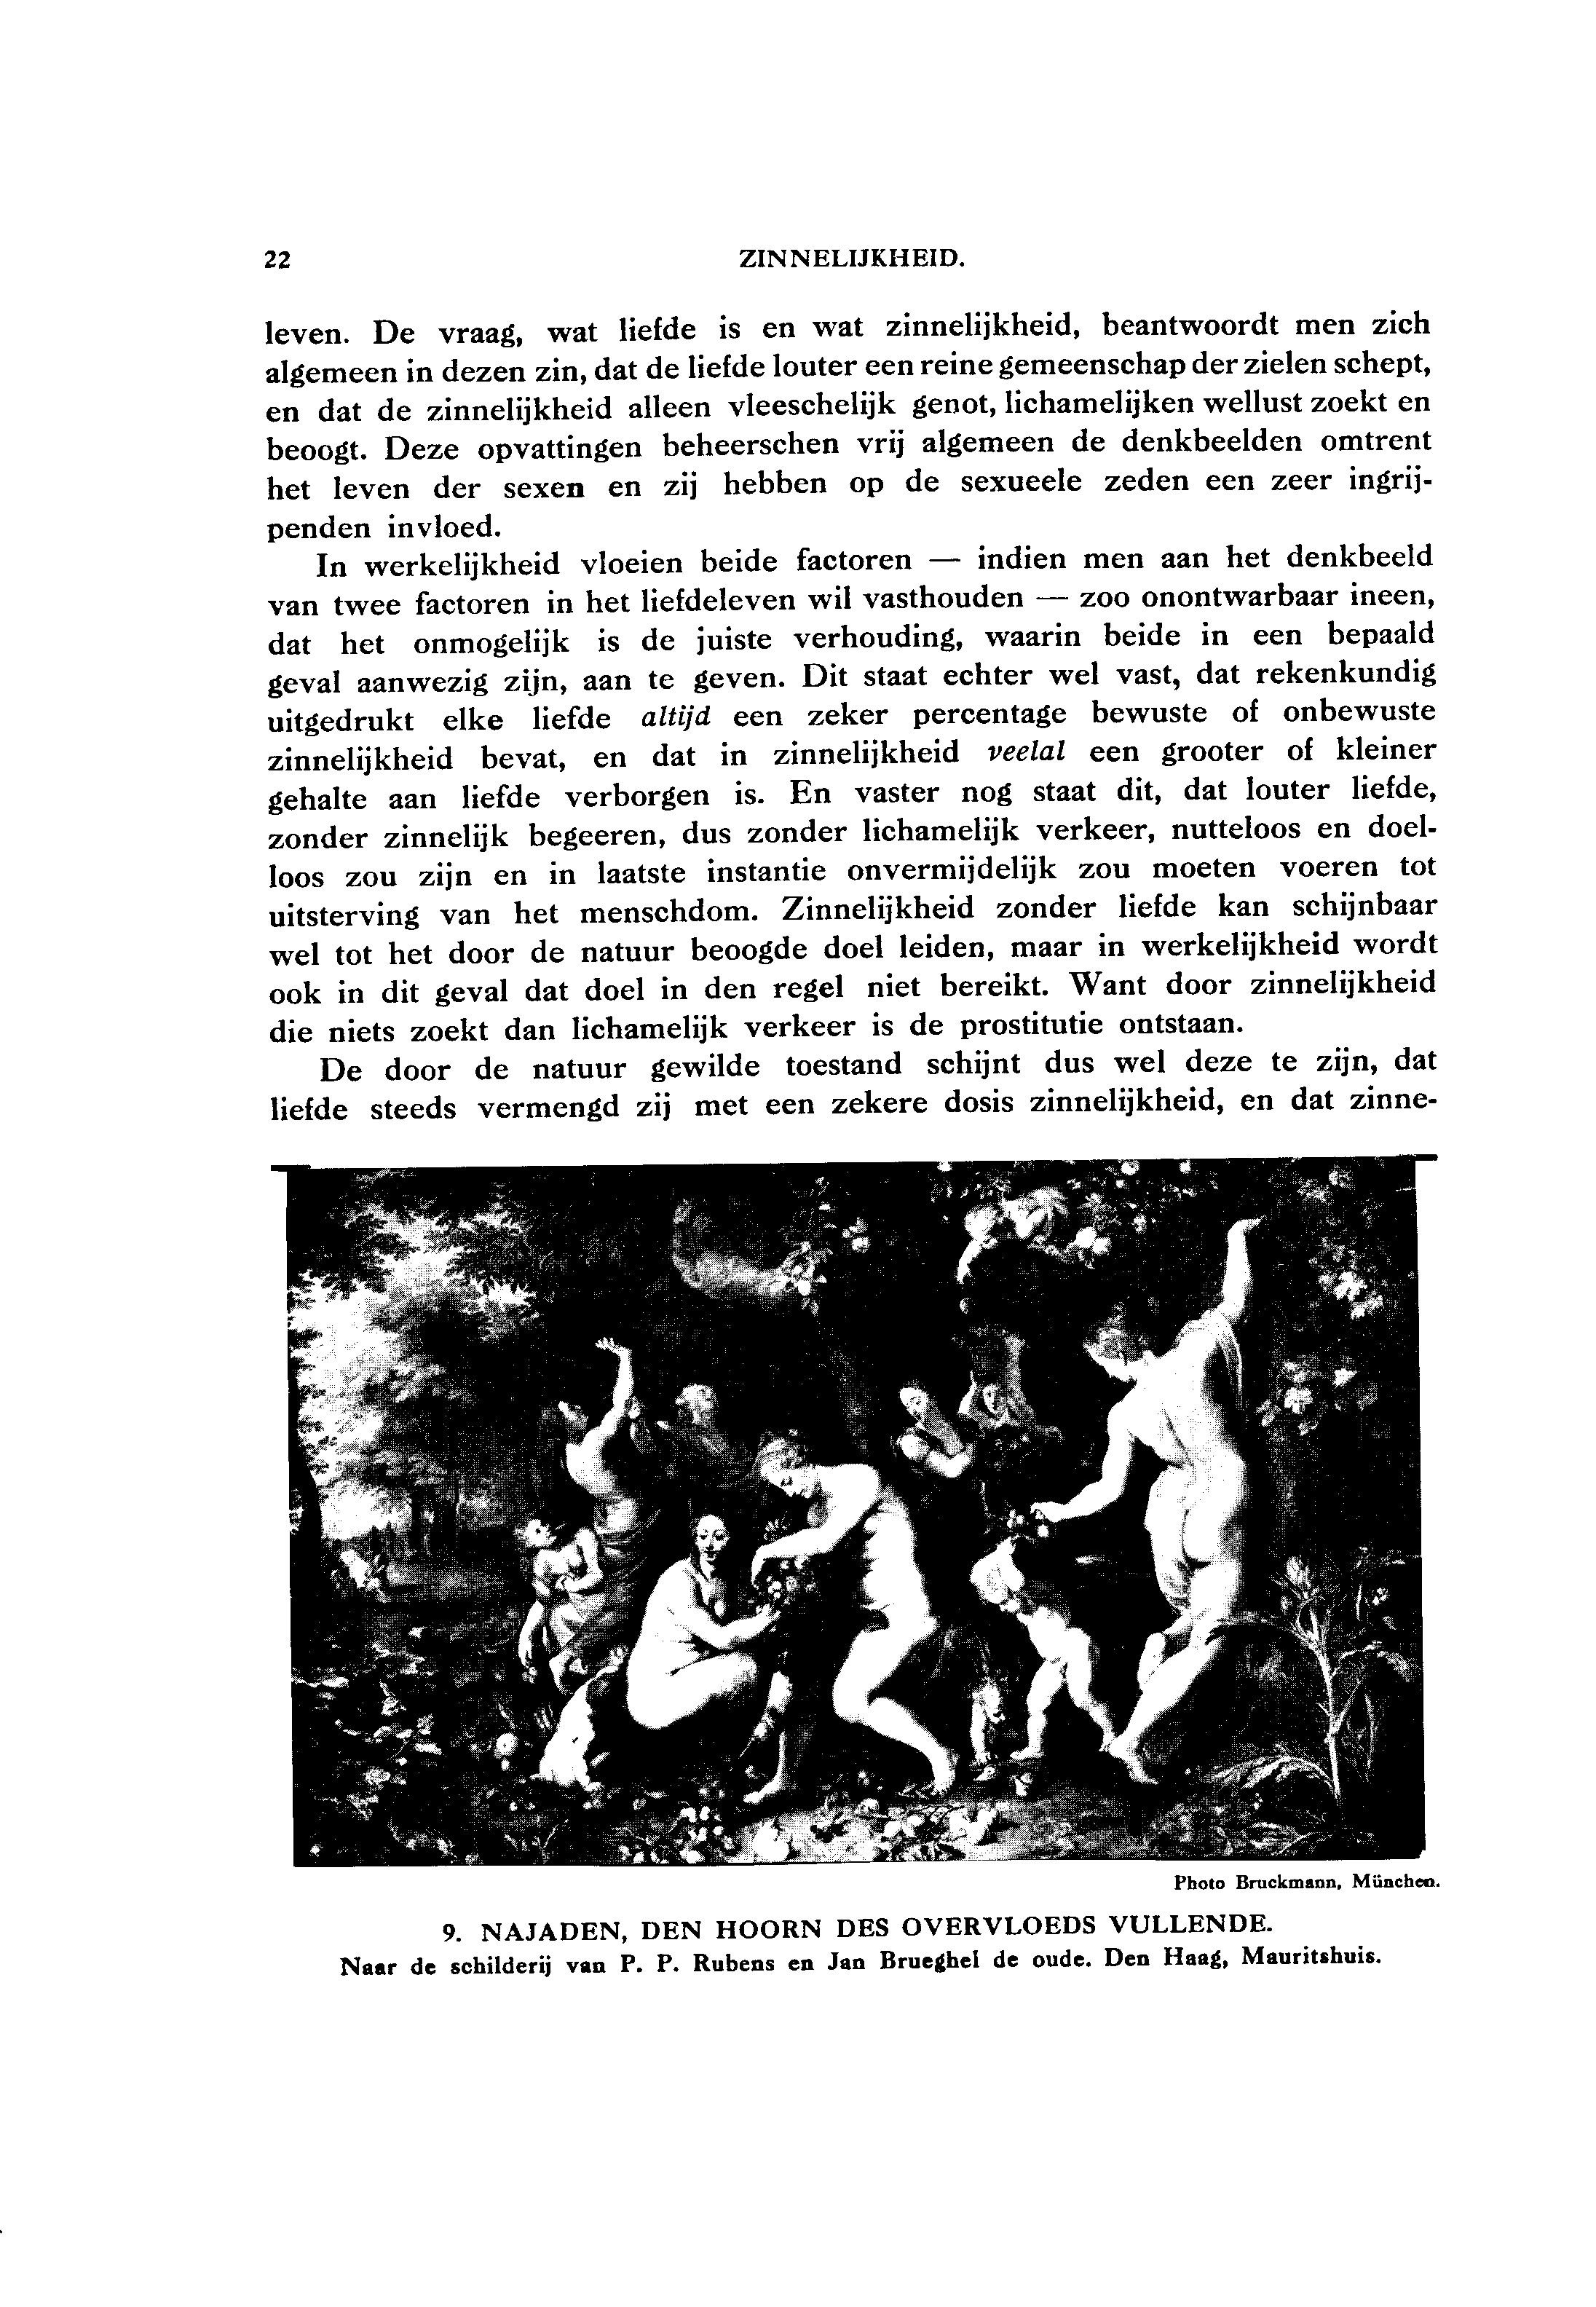 22
ZINNELIJKHEID.
leven. De vraag, wat liefde is en wat zinnelijkheid, beantwoordt men zich
algemeen in dezen zin, dat de liefde louter een reine gemeenschap der zielen schept,
en dat de zinnelijkheid alleen vleeschelijk genot, lichamelijken wellust zoekt en
beoogt. Deze opvattingen beheerschen vrij algemeen de denkbeelden omtrent
het leven der sexen en zij hebben op de sexueele zeden een zeer ingrij-
penden invloed.
In werkelijkheid vloeien beide factoren — indien men aan het denkbeeld
van twee factoren in het liefdeleven wil vasthouden — zoo onontwarbaar ineen,
dat het onmogelijk is de juiste verhouding, waarin beide in een bepaald
geval aanwezig zijn, aan te geven. Dit staat echter wel vast, dat rekenkundig
uitgedrukt elke liefde altijd een zeker percentage bewuste of onbewuste
zinnelijkheid bevat, en dat in zinnelijkheid veelal een grooter of kleiner
gehalte aan liefde verborgen is. En vaster nog staat dit, dat louter liefde,
zonder zinnelijk begeeren, dus zonder lichamelijk verkeer, nutteloos en doel-
loos zou zijn en in laatste instantie onvermijdelijk zou moeten voeren tot
uitsterving van het menschdom. Zinnelijkheid zonder liefde kan schijnbaar
wel tot het door de natuur beoogde doel leiden, maar in werkelijkheid wordt
ook in dit geval dat doel in den regel niet bereikt. Want door zinnelijkheid
die niets zoekt dan lichamelijk verkeer is de prostitutie ontstaan.
De door de natuur gewilde toestand schijnt dus wel deze te zijn, dat
liefde steeds vermengd zij met een zekere dosis zinnelijkheid, en dat zinne-
Photo Bruckmann, München.
9. NAJADEN, DEN HOORN DES OVERVLOEDS VULLENDE.
Naar de schilderij van P. P. Rubens en Jan Brueghel de oude. Den Haag, Mauritshuis.